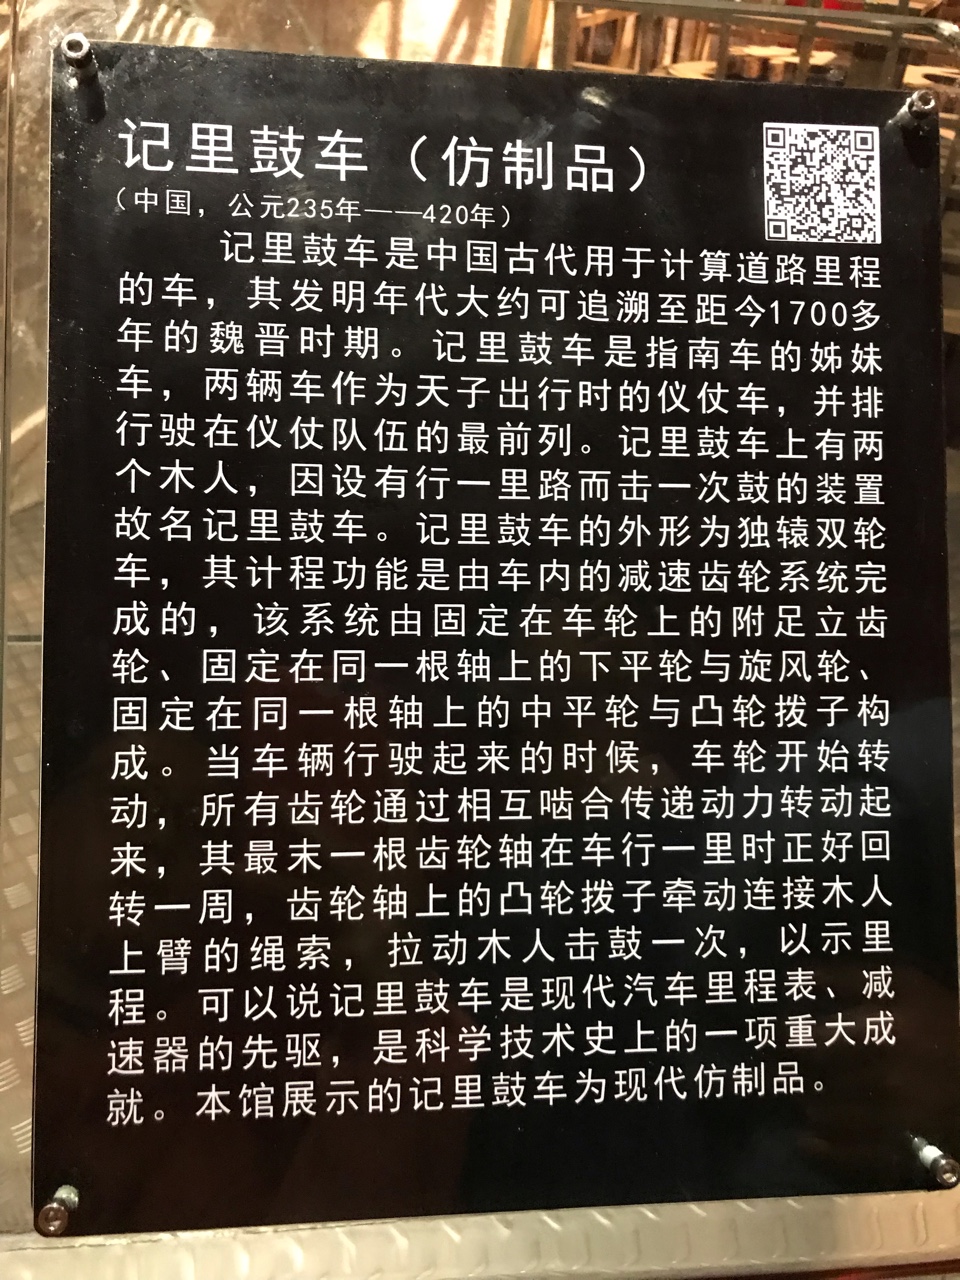 记里鼓车（仿制品）
（中国，公元235年——420年）
记里鼓车是中国古代用于计算道路里程
的车，其发明年代大约可追溯至距今1700多
年的魏晋时期。记里鼓车是指南车的姊妹
车，两辆车作为天子出行时的仪仗车，并排
行驶在仪仗队伍的最前列。记里鼓车上有两
个木人，因设有行一里路而击一次鼓的装置
故名记里鼓车。记里鼓车的外形为独辕双轮
车，其计程功能是由车内的减速齿轮系统完
成的，该系统由固定在车轮上的附足立齿
轮、固定在同一根轴上的下平轮与旋风轮、
固定在同一根轴上的中平轮与凸轮拨子构
成。当车辆行驶起来的时候，车轮开始转
动，所有齿轮通过相互啮合传递动力转动起
来，其最末一根齿轮轴在车行一里时正好回
转一周，齿轮轴上的凸轮拨子牵动连接木人
上臂的绳索，拉动木人击鼓一次，以示里
程。可以说记里鼓车是现代汽车里程表、减
速器的先驱，是科学技术史上的一项重大成
就。本馆展示的记里鼓车为现代仿制品。